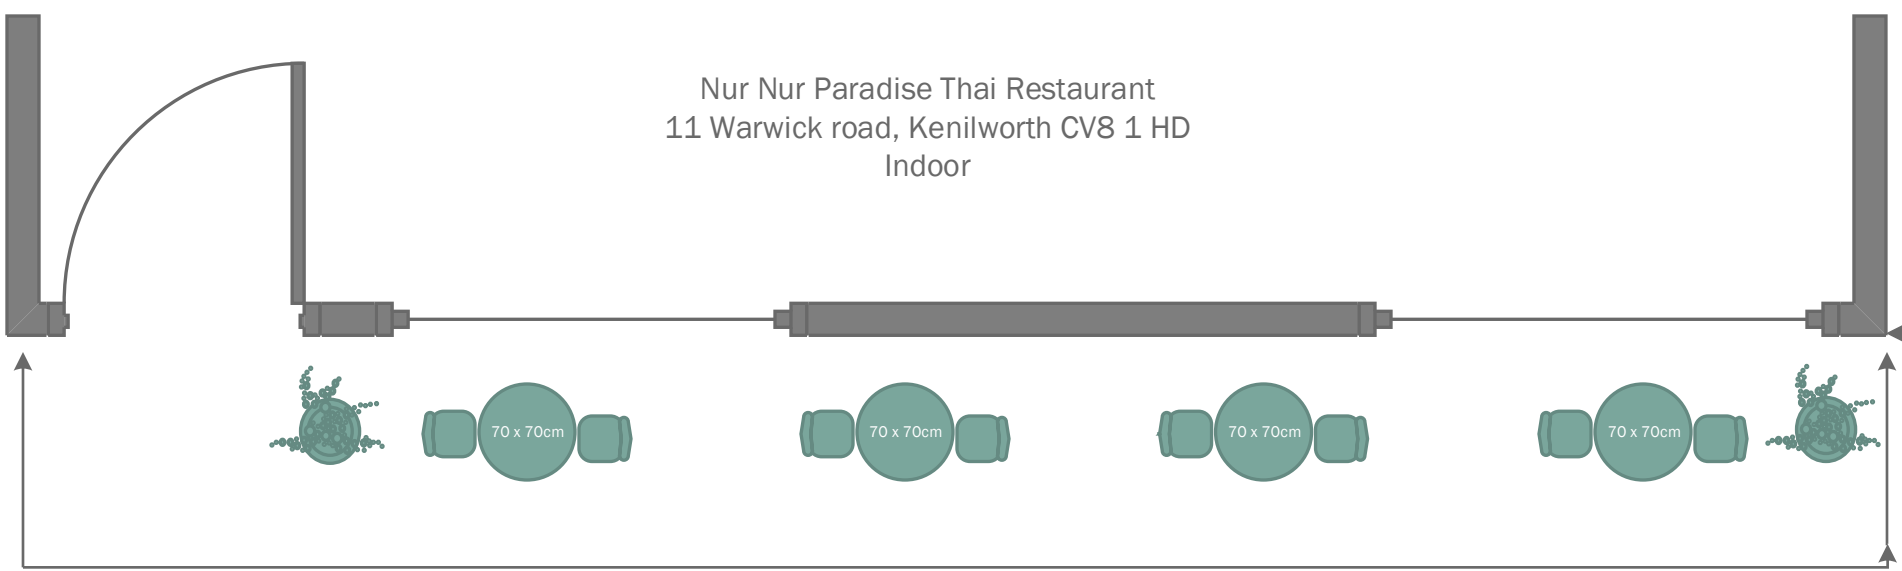 Nur Nur Paradise Thai Restaurant
11 Warwick road, Kenilworth CV8 1 HD
Indoor
70 x 70cm
70 x 70cm
70 x 70cm
70 x 70cm